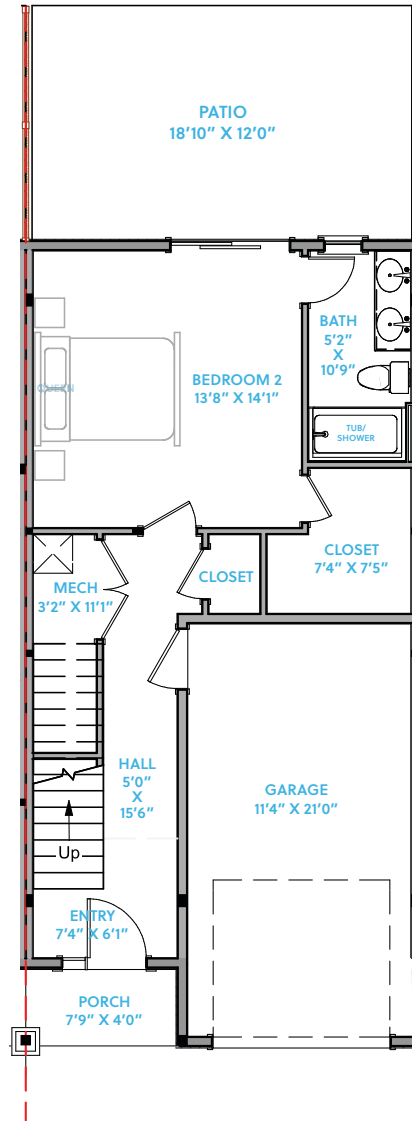 PATIO
18'10" X 12'0"
BATH
5'2"
X
10'9"
QUEEN
BEDROOM 2
13'8" X 14'1"
TUB/
SHOWER
CLOSET
7'4" X 7'5"
CLOSET
MECH
3'2" X 11'1"
HALL
5'0"
X
15'6"
GARAGE
11'4" X 21'0"
Up
ENTRY
7'4" X 6'1"
PORCH
7'9" X 4'0"